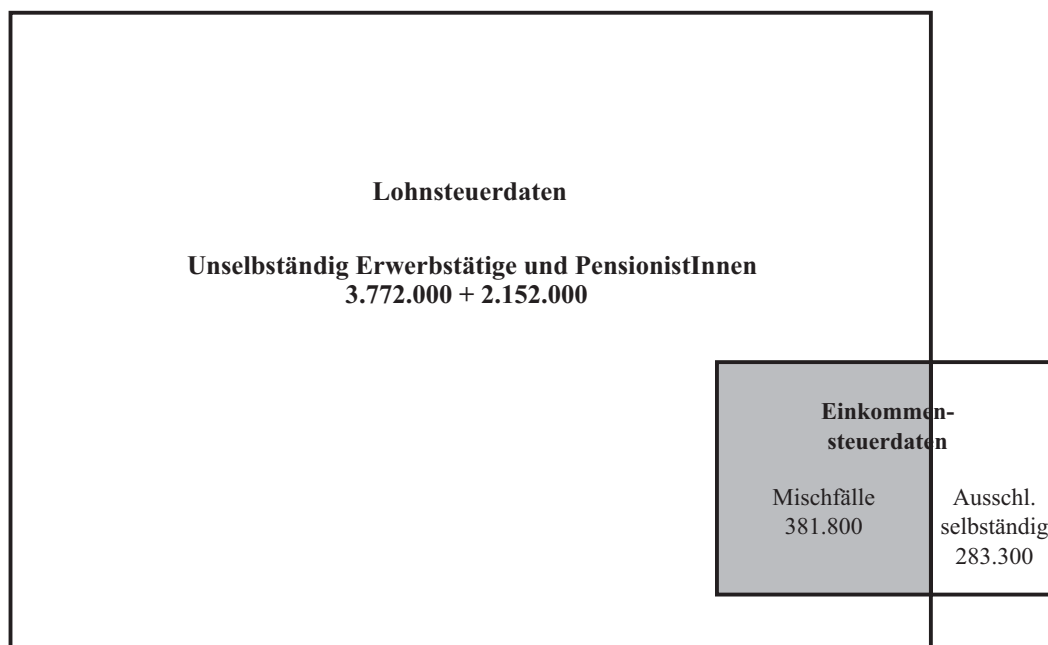 Lohnsteuerdaten
Unselbständig Erwerbstätige und PensionistInnen
3.772.000 + 2.152.000
Einkommen-
steuerdaten
Mischfälle
381.800
Ausschl.
selbständig
283.300